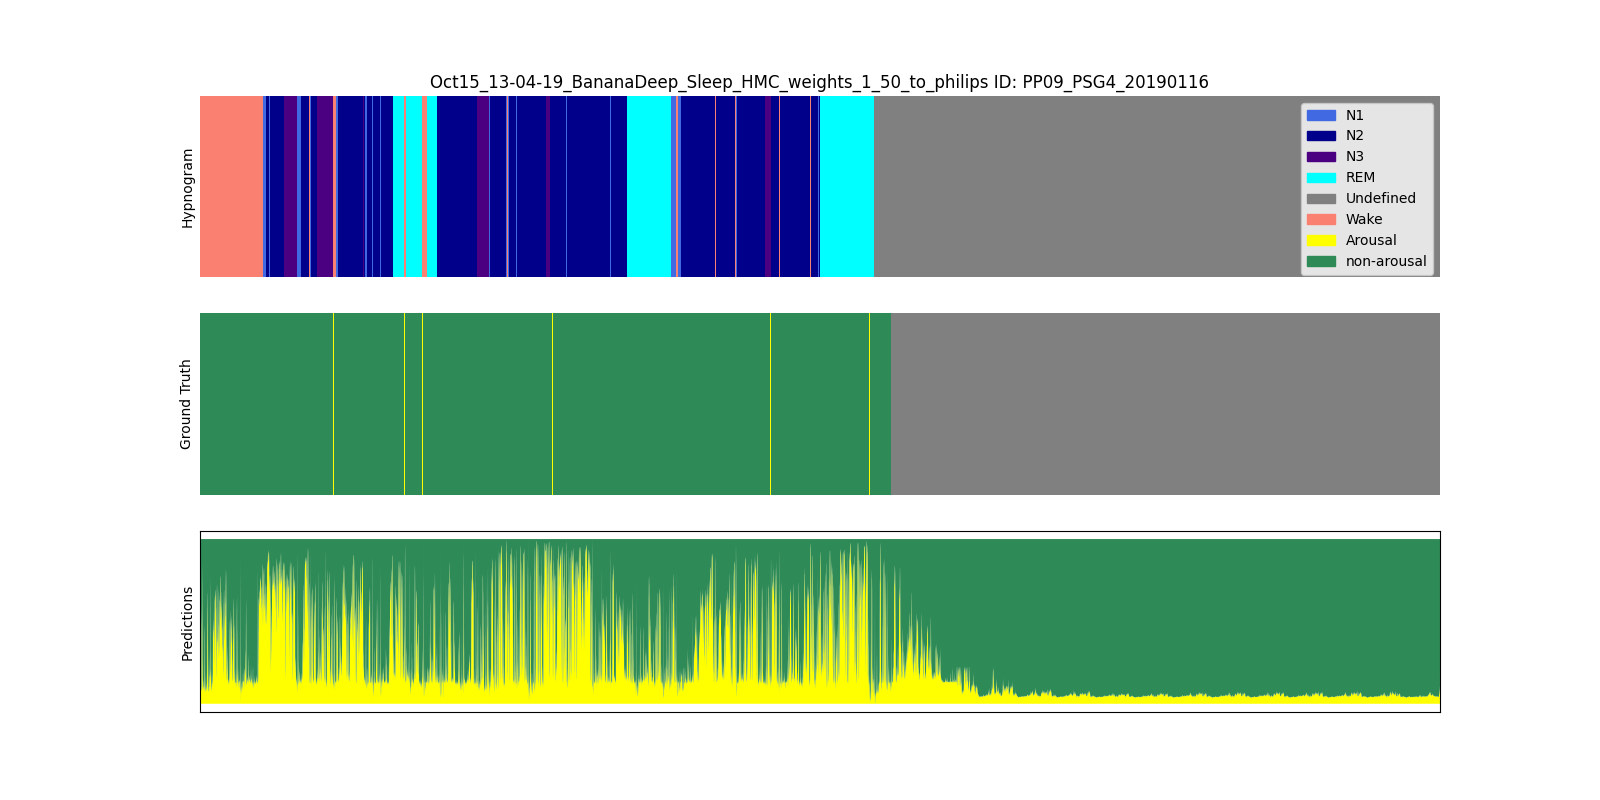 Oct15_13-04-19_BananaDeep_Sleep_HMC_weights_1_50_to_philips ID: PP09_PSG4_20190116
Hypnogram
N1
N2
N3
REM
Undefined
Wake
Arousal
non-arousal
Ground Truth
Predictions